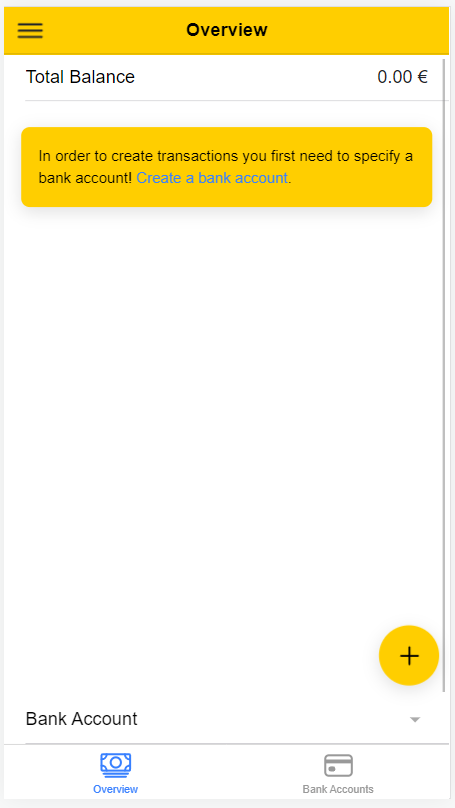 Overview
Total Balance 0.00 €
In order to create transactions you first need to specify a
bank account! Create a bank account.
Bank Account
Overview Bank Accounts